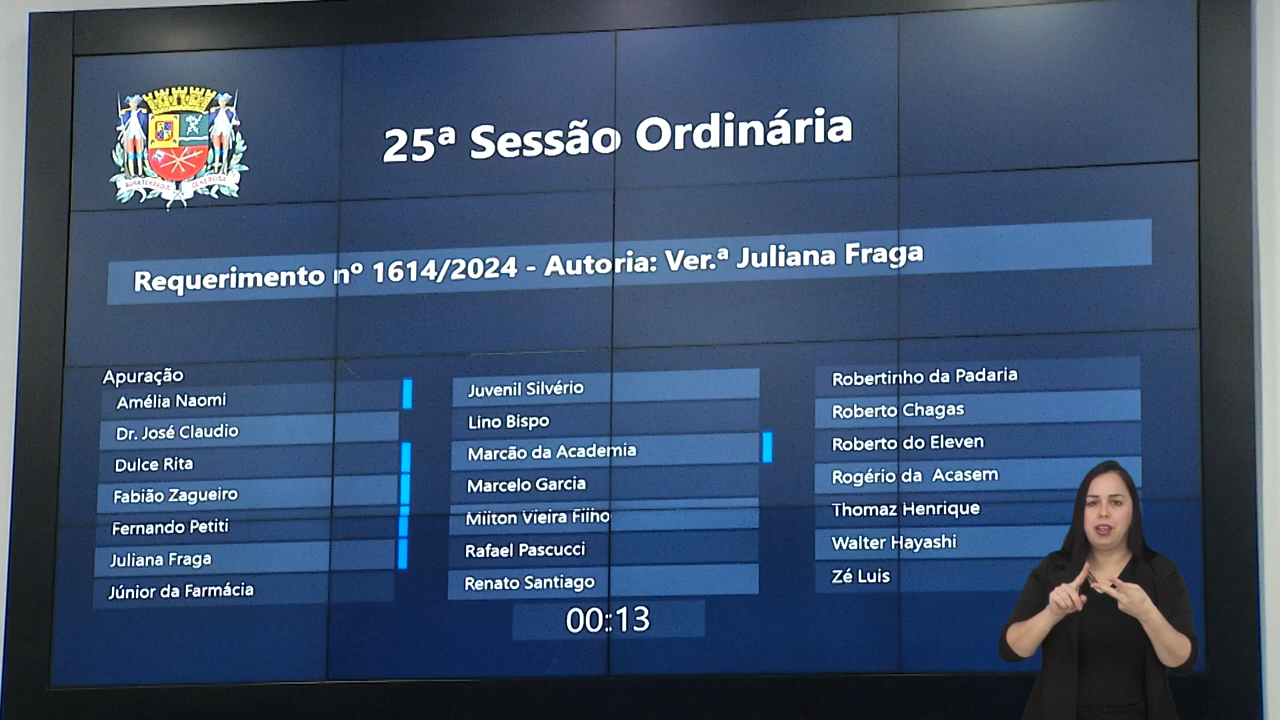 25ª Sessão Ordinária
AURA TERRAQUE GENEROSA
Requerimento nº 1614/2024 - Autoria: Ver.ª Juliana Fraga
Apuração
Amélia Naomi
Dr. José Claudio
Dulce Rita
Fabião Zagueiro
Fernando Petiti
Juliana Fraga
Júnior da Farmácia
Juvenil Silvério
Lino Bispo
Marcão da Academia
Marcelo Garcia
Milton Vieira Filho
Rafael Pascucci
Renato Santiago
Robertinho da Padaria
Roberto Chagas
Roberto do Eleven
Rogério da Acasem
Thomaz Henrique
Walter Hayashi
Zé Luis
00:13